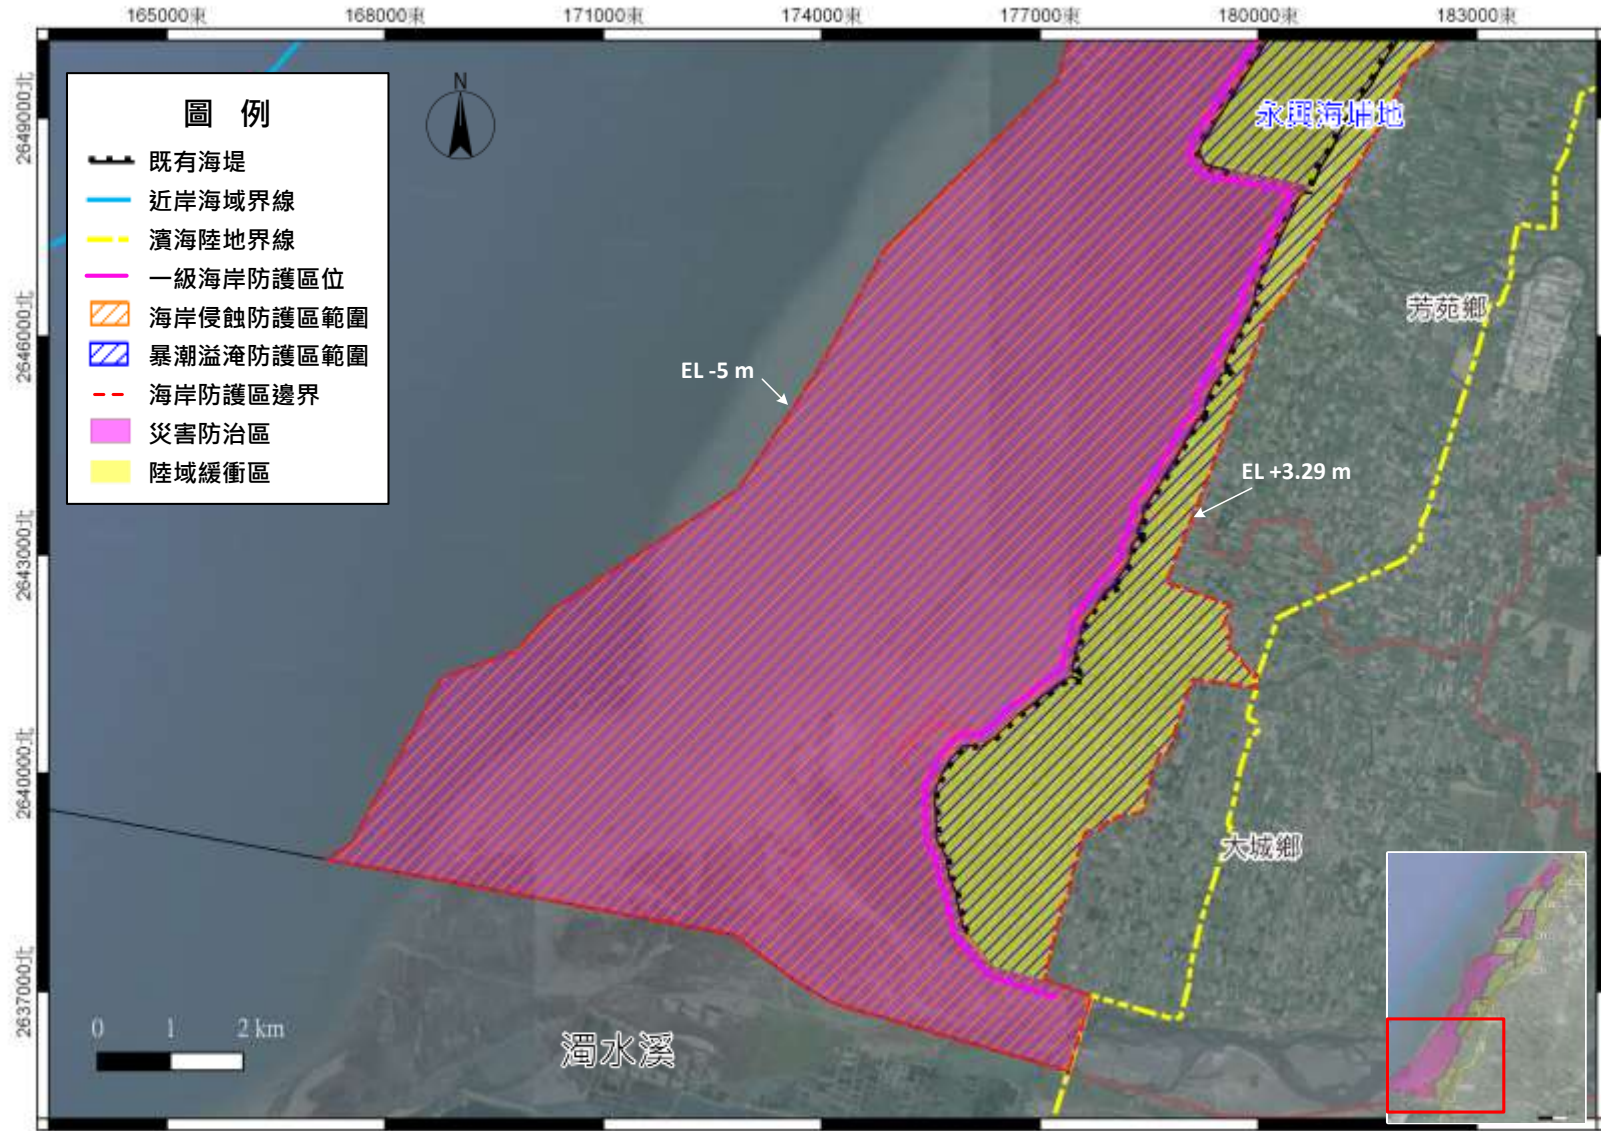 165000東
168000東
171000東
174000東
177000東
180000東
183000東
2649000北
2646000北
2643000北
2640000北
2637000北
圖 例
既有海堤
近岸海域界線
濱海陸地界線
一級海岸防護區位
海岸侵蝕防護區範圍
暴潮溢淹防護區範圍
海岸防護區邊界
災害防治區
陸域緩衝區
N
永興海埔地
芳苑鄉
EL -5 m
EL +3.29 m
大城鄉
濁水溪
0 1 2 km